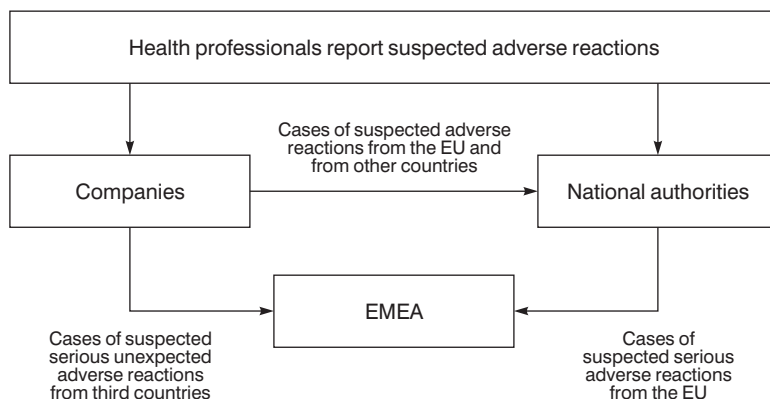 Health professionals report suspected adverse reactions
Cases of suspected adverse
reactions from the EU and
from other countries
Companies
National authorities
EMEA
Cases of suspected
serious unexpected
adverse reactions
from third countries
Cases of
suspected serious
adverse reactions
from the EU